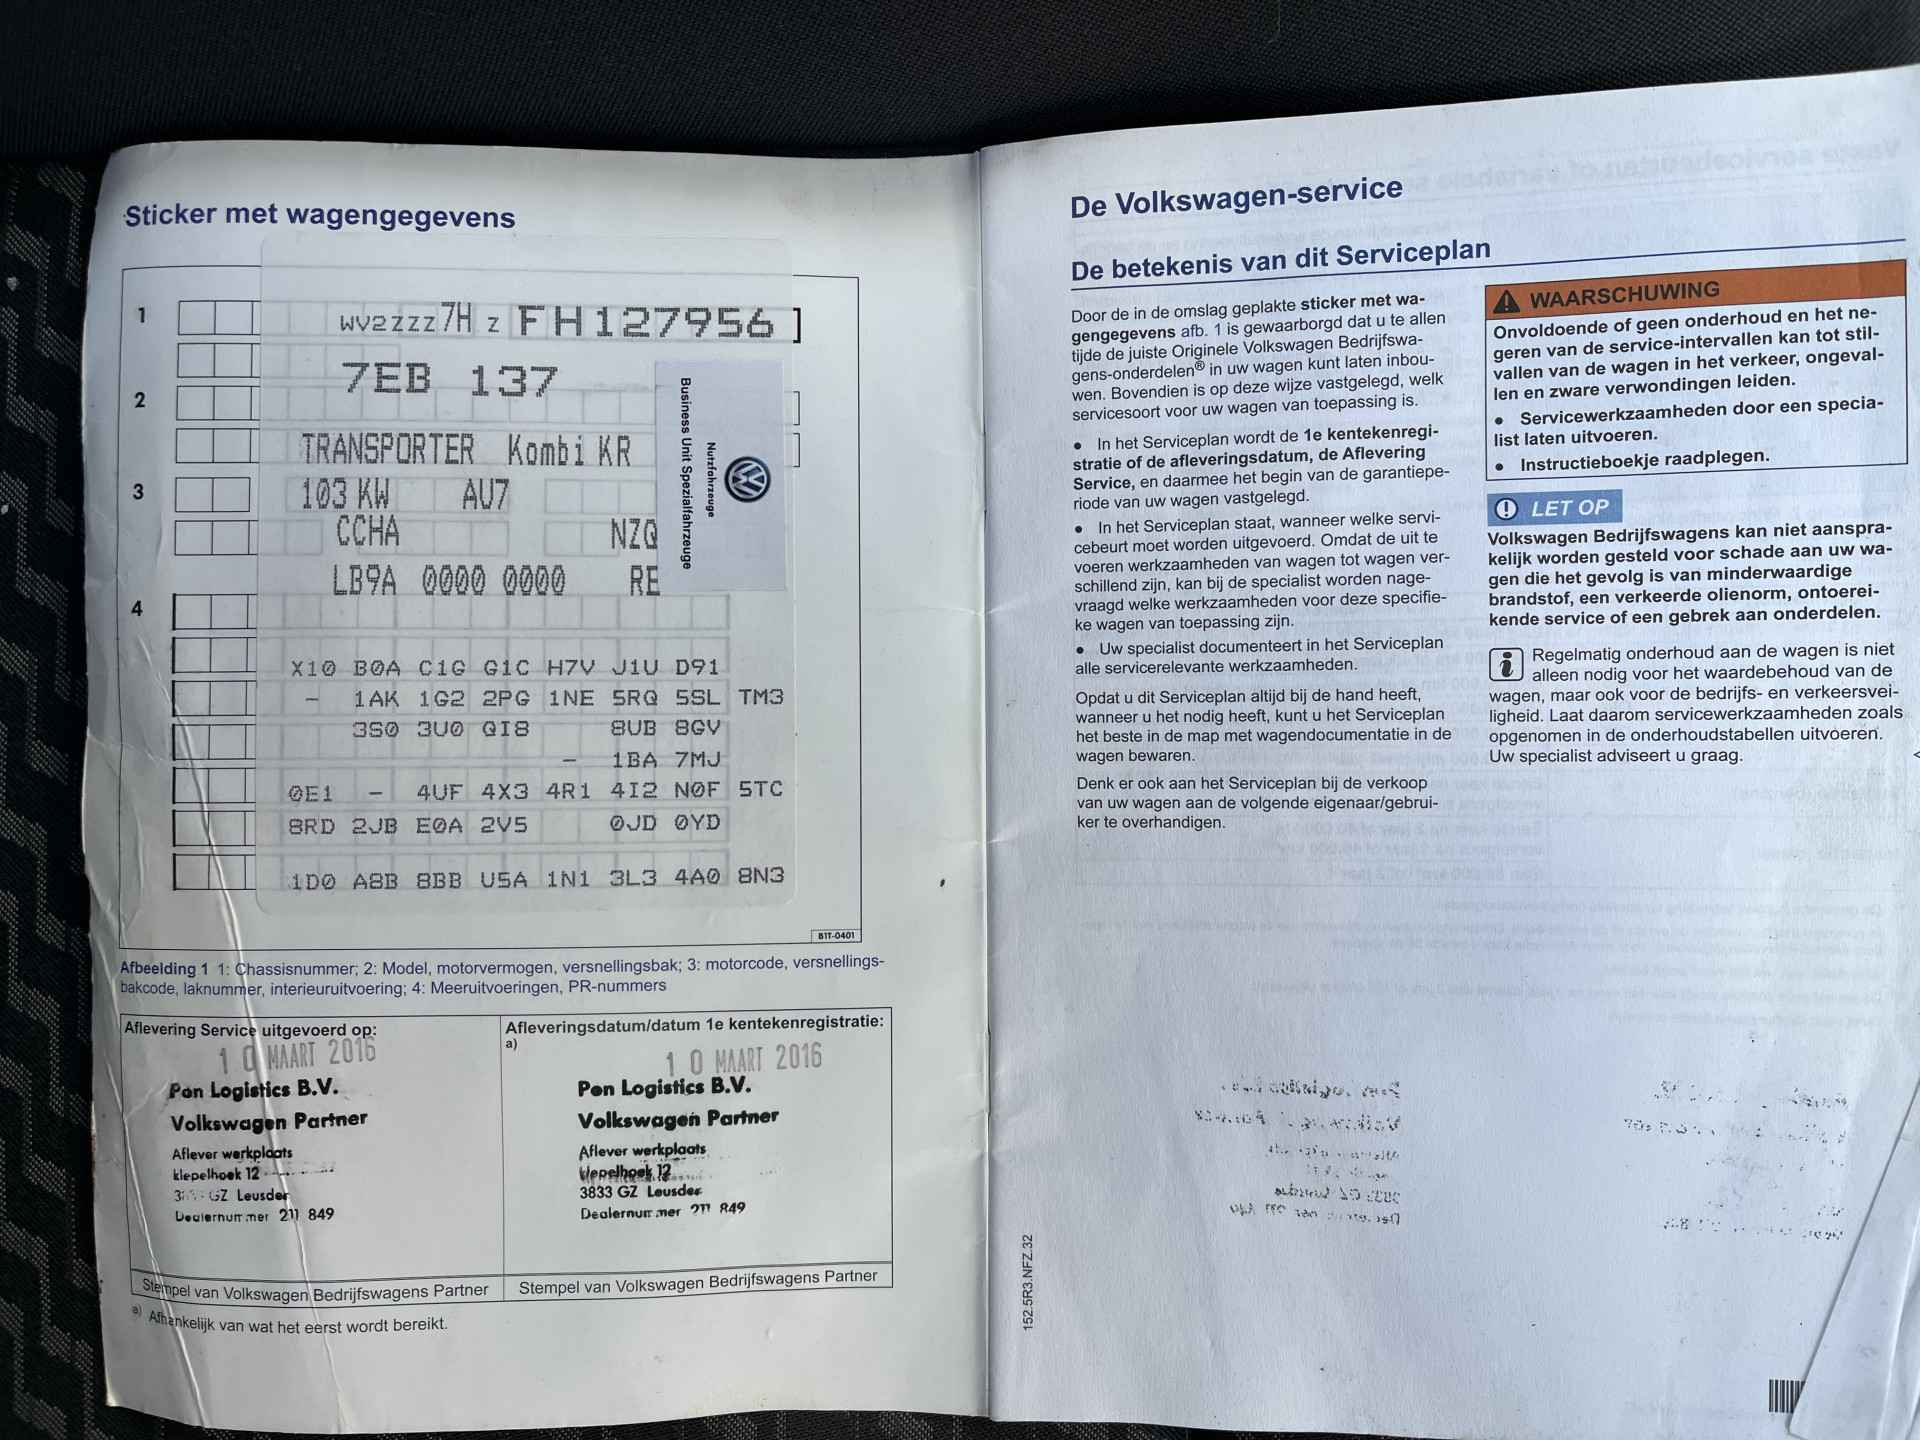 Sticker met wagengegevens
1
WV2ZZZ7H Z FH127956
7EB 137
2
TRANSPORTER Kombi KR
3
103 KW AU7
CCHA NZQ
LB9A 0000 0000 RE
Business Unit Spezialfahrzeuge
Nutzfahrzeuge
4
X10 B0A C1G G1C H7V J1U D91
- 1AK 1G2 2PG 1NE 5RQ 5SL TM3
3S0 3U0 QI8 8UB 8GV
- 1BA 7MJ
0E1 - 4UF 4X3 4R1 4I2 N0F 5TC
8RD 2JB E0A 2V5 0JD 0YD
1D0 A8B 8BB U5A 1N1 3L3 4A0 8N3
B1T-0401
Afbeelding 1 1: Chassisnummer; 2: Model, motorvermogen, versnellingsbak; 3: motorcode, versnellings-
bakcode, laknummer, interieuruitvoering; 4: Meeruitvoeringen, PR-nummers
Aflevering Service uitgevoerd op:
10 MAART 2016
Pon Logistics B.V.
Volkswagen Partner
Aflever werkplaats
klepelhoek 12
GZ Leusder
Dealernummer 211 849
Stempel van Volkswagen Bedrijfswagens Partner
Afleveringsdatum/datum 1e kentekenregistratie:
a)
10 MAART 2016
Pon Logistics B.V.
Volkswagen Partner
Aflever werkplaats
klepelhoek 12
3833 GZ Leusder
Dealernummer 211 849
Stempel van Volkswagen Bedrijfswagens Partner
a) Afhankelijk van wat het eerst wordt bereikt.
De Volkswagen-service
De betekenis van dit Serviceplan
Door de in de omslag geplakte sticker met wa-
gengegevens afb. 1 is gewaarborgd dat u te allen
tijde de juiste Originele Volkswagen Bedrijfswa-
gens-onderdelen® in uw wagen kunt laten inbou-
wen. Bovendien is op deze wijze vastgelegd, welk
servicesoort voor uw wagen van toepassing is.
● In het Serviceplan wordt de 1e kentekenregi-
stratie of de afleveringsdatum, de Aflevering
Service, en daarmee het begin van de garantiepe-
riode van uw wagen vastgelegd.
● In het Serviceplan staat, wanneer welke servi-
cebeurt moet worden uitgevoerd. Omdat de uit te
voeren werkzaamheden van wagen tot wagen ver-
schillend zijn, kan bij de specialist worden nage-
vraagd welke werkzaamheden voor deze specifie-
ke wagen van toepassing zijn.
● Uw specialist documenteert in het Serviceplan
alle servicerelevante werkzaamheden.
Opdat u dit Serviceplan altijd bij de hand heeft,
wanneer u het nodig heeft, kunt u het Serviceplan
het beste in de map met wagendocumentatie in de
wagen bewaren.
Denk er ook aan het Serviceplan bij de verkoop
van uw wagen aan de volgende eigenaar/gebrui-
ker te overhandigen.
WAARSCHUWING
Onvoldoende of geen onderhoud en het ne-
geren van de service-intervallen kan tot stil-
vallen van de wagen in het verkeer, ongeval-
len en zware verwondingen leiden.
● Servicewerkzaamheden door een specia-
list laten uitvoeren.
● Instructieboekje raadplegen.
LET OP
Volkswagen Bedrijfswagens kan niet aanspra-
kelijk worden gesteld voor schade aan uw wa-
gen die het gevolg is van minderwaardige
brandstof, een verkeerde olienorm, ontoerei-
kende service of een gebrek aan onderdelen.
Regelmatig onderhoud aan de wagen is niet
alleen nodig voor het waardebehoud van de
wagen, maar ook voor de bedrijfs- en verkeersvei-
ligheid. Laat daarom servicewerkzaamheden zoals
opgenomen in de onderhoudstabellen uitvoeren.
Uw specialist adviseert u graag.
152.5R3.NFZ.32